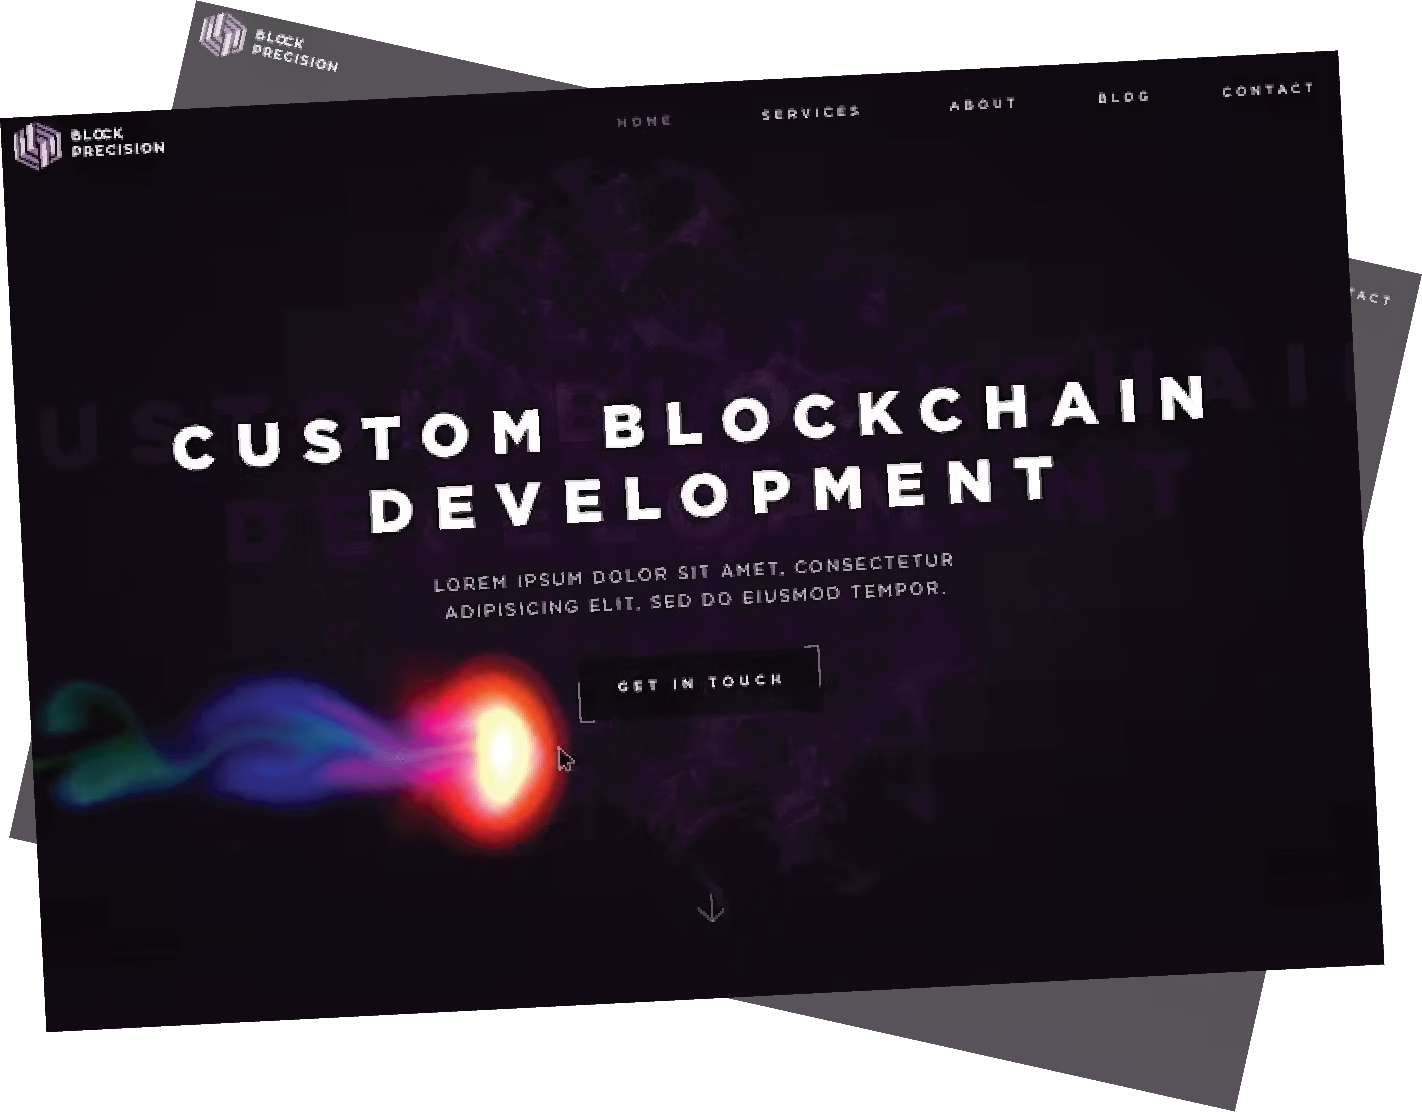 BLOCK
PRECISION
BLOCK
PRECISION
HOME SERVICES ABOUT BLOG CONTACT
TACT
CUSTOM BLOCKCHAIN
DEVELOPMENT
LOREM IPSUM DOLOR SIT AMET, CONSECTETUR
ADIPISICING ELIT, SED DO EIUSMOD TEMPOR.
GET IN TOUCH